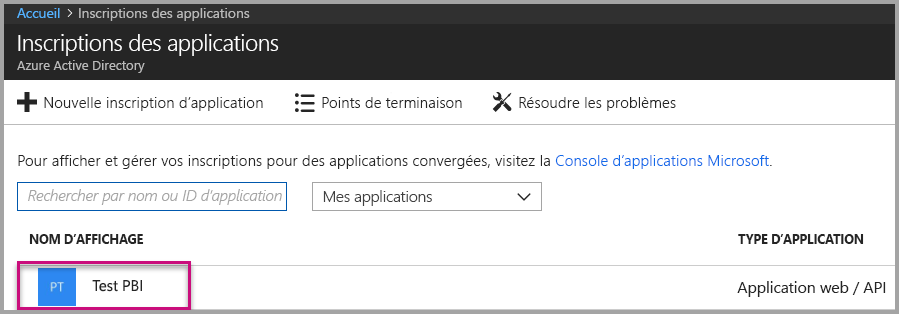 Accueil > Inscriptions des applications
Inscriptions des applications
Azure Active Directory
Nouvelle inscription d’application Points de terminaison Résoudre les problèmes
Pour afficher et gérer vos inscriptions pour des applications convergées, visitez la Console d’applications Microsoft.
Rechercher par nom ou ID d'application Mes applications
NOM D’AFFICHAGE TYPE D’APPLICATION
PT Test PBI Application web / API